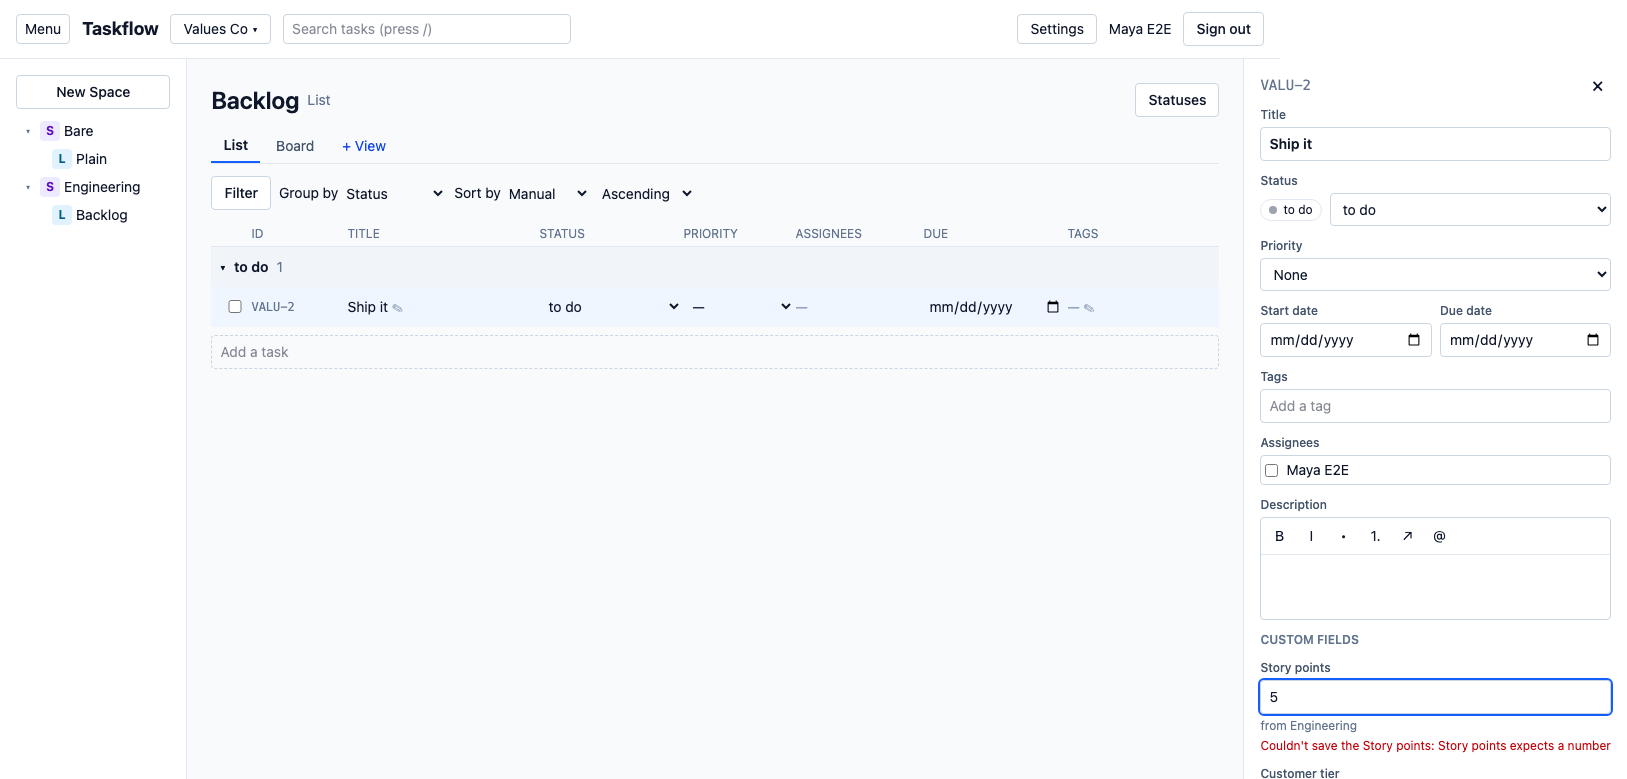 Menu Taskflow Values Co ▾ Search tasks (press /) Settings Maya E2E Sign out
New Space
▾ S Bare
L Plain
▾ S Engineering
L Backlog
Backlog List Statuses
List Board + View
Filter Group by Status Sort by Manual Ascending
ID TITLE STATUS PRIORITY ASSIGNEES DUE TAGS
▾ to do 1
VALU-2 Ship it ✎ to do — — mm/dd/yyyy — ✎
Add a task
VALU-2 ×
Title
Ship it
Status
to do to do
Priority
None
Start date Due date
mm/dd/yyyy mm/dd/yyyy
Tags
Add a tag
Assignees
Maya E2E
Description
B I • 1. ↗ @
CUSTOM FIELDS
Story points
5
from Engineering
Couldn't save the Story points: Story points expects a number
Customer tier